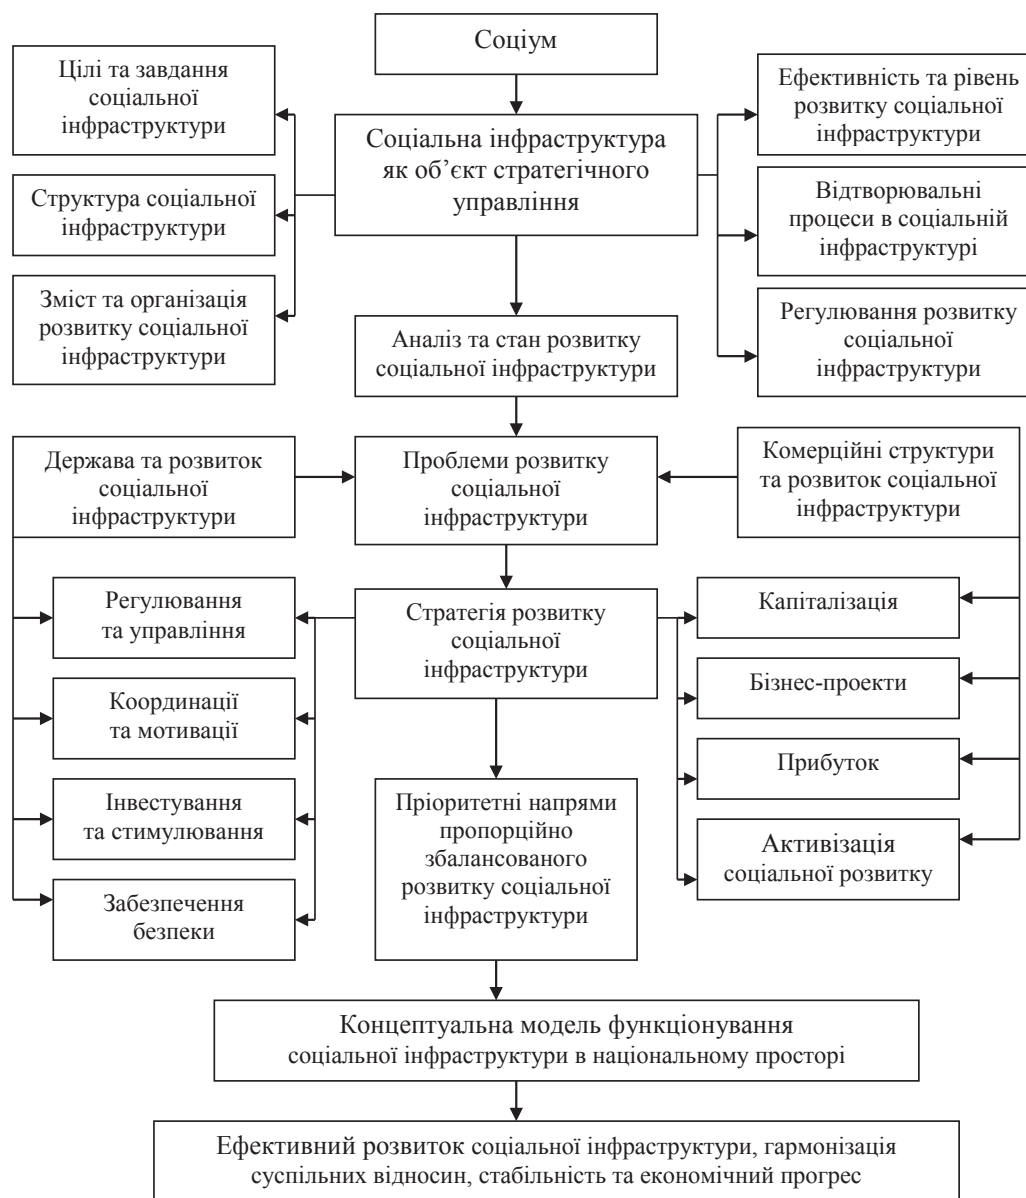 Соціум
Цілі та завдання
соціальної
інфраструктури
Ефективність та рівень
розвитку соціальної
інфраструктури
Соціальна інфраструктура
як об’єкт стратегічного
управління
Структура соціальної
інфраструктури
Відтворювальні
процеси в соціальній
інфраструктурі
Зміст та організація
розвитку соціальної
інфраструктури
Регулювання розвитку
соціальної
інфраструктури
Аналіз та стан розвитку
соціальної інфраструктури
Держава та розвиток
соціальної
інфраструктури
Проблеми розвитку
соціальної
інфраструктури
Комерційні структури
та розвиток соціальної
інфраструктури
Регулювання
та управління
Стратегія розвитку
соціальної
інфраструктури
Капіталізація
Координації
та мотивації
Бізнес-проекти
Інвестування
та стимулювання
Прибуток
Пріоритетні напрями
пропорційно
збалансованого
розвитку соціальної
інфраструктури
Активізація
соціальної розвитку
Забезпечення
безпеки
Концептуальна модель функціонування
соціальної інфраструктури в національному просторі
Ефективний розвиток соціальної інфраструктури, гармонізація
суспільних відносин, стабільність та економічний прогрес